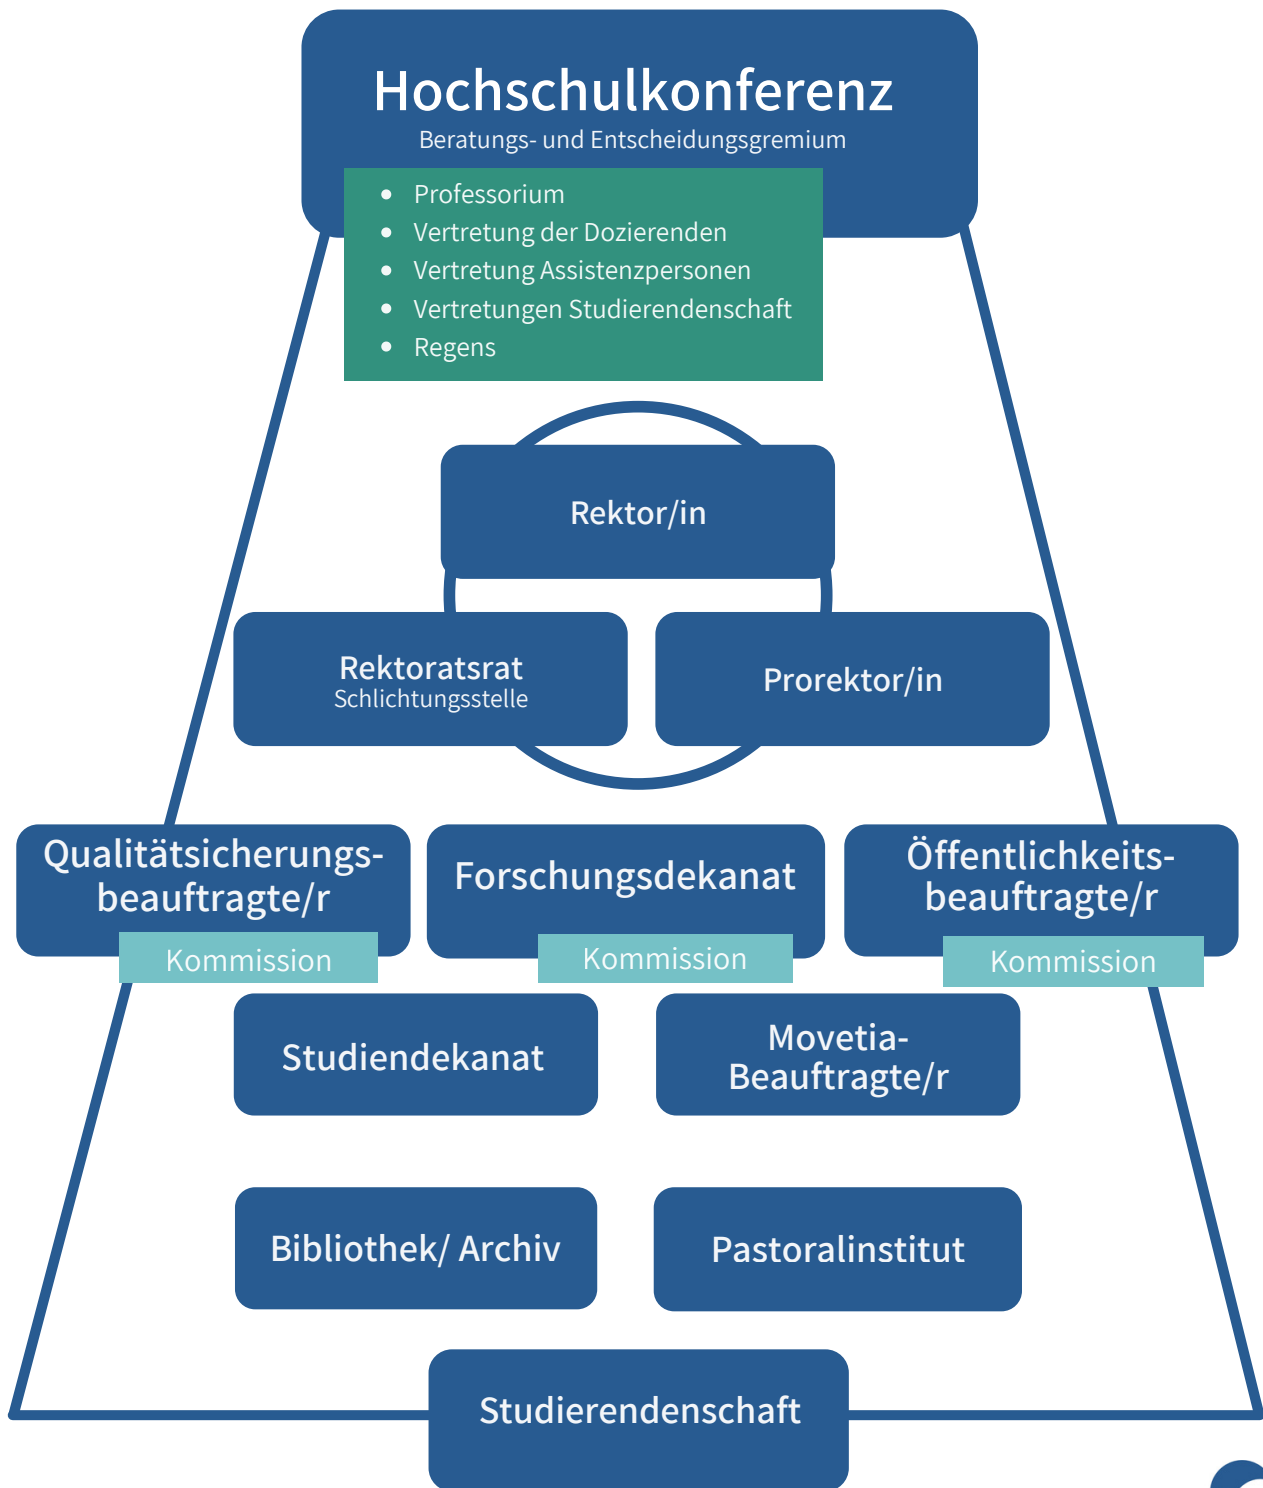 Hochschulkonferenz
Beratungs- und Entscheidungsgremium
• Professorium
• Vertretung der Dozierenden
• Vertretung Assistenzpersonen
• Vertretungen Studierendenschaft
• Regens
Rektor/in
Rektoratsrat
Schlichtungsstelle
Prorektor/in
Qualitätsicherungs-
beauftragte/r
Kommission
Forschungsdekanat
Kommission
Öffentlichkeits-
beauftragte/r
Kommission
Studiendekanat
Movetia-
Beauftragte/r
Bibliothek/ Archiv
Pastoralinstitut
Studierendenschaft